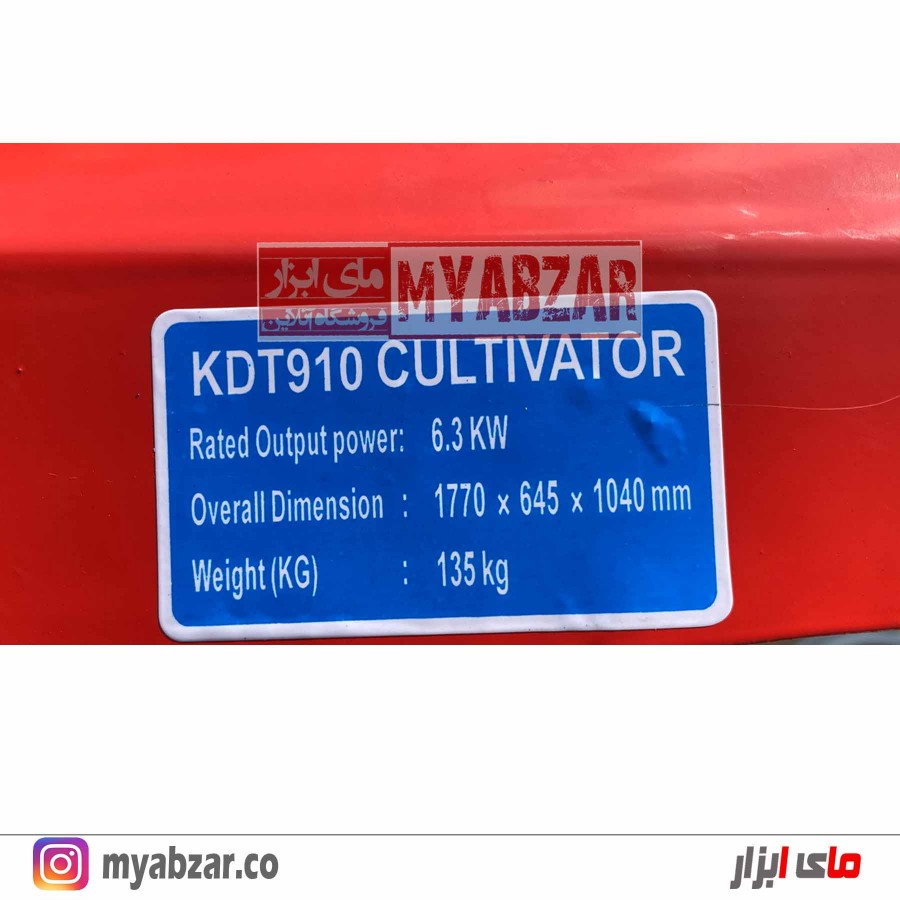 مای ابزار
فروشگاه آنلاین
MYABZAR
KDT910 CULTIVATOR
Rated Output power: 6.3 KW
Overall Dimension : 1770 x 645 x 1040 mm
Weight (KG) : 135 kg
myabzar.co
مای ابزار